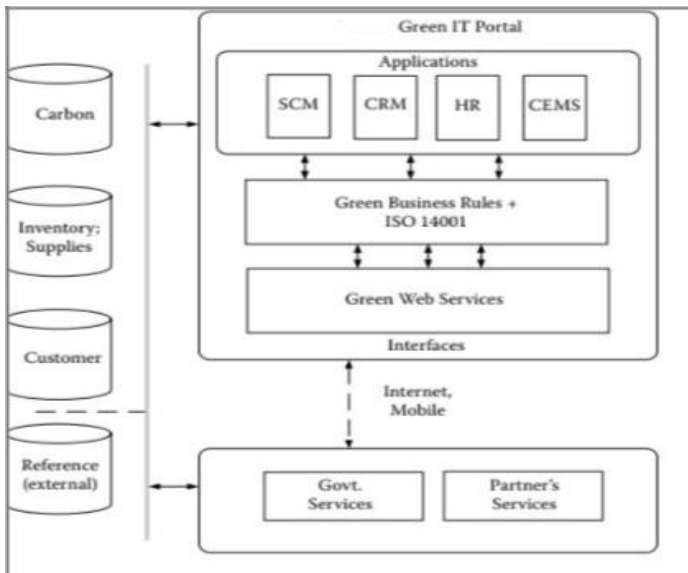 Green IT Portal
Applications
SCM
CRM
HR
CEMS
Green Business Rules +
ISO 14001
Green Web Services
Interfaces
Carbon
Inventory;
Supplies
Customer
Reference
(external)
Internet,
Mobile
Govt.
Services
Partner's
Services